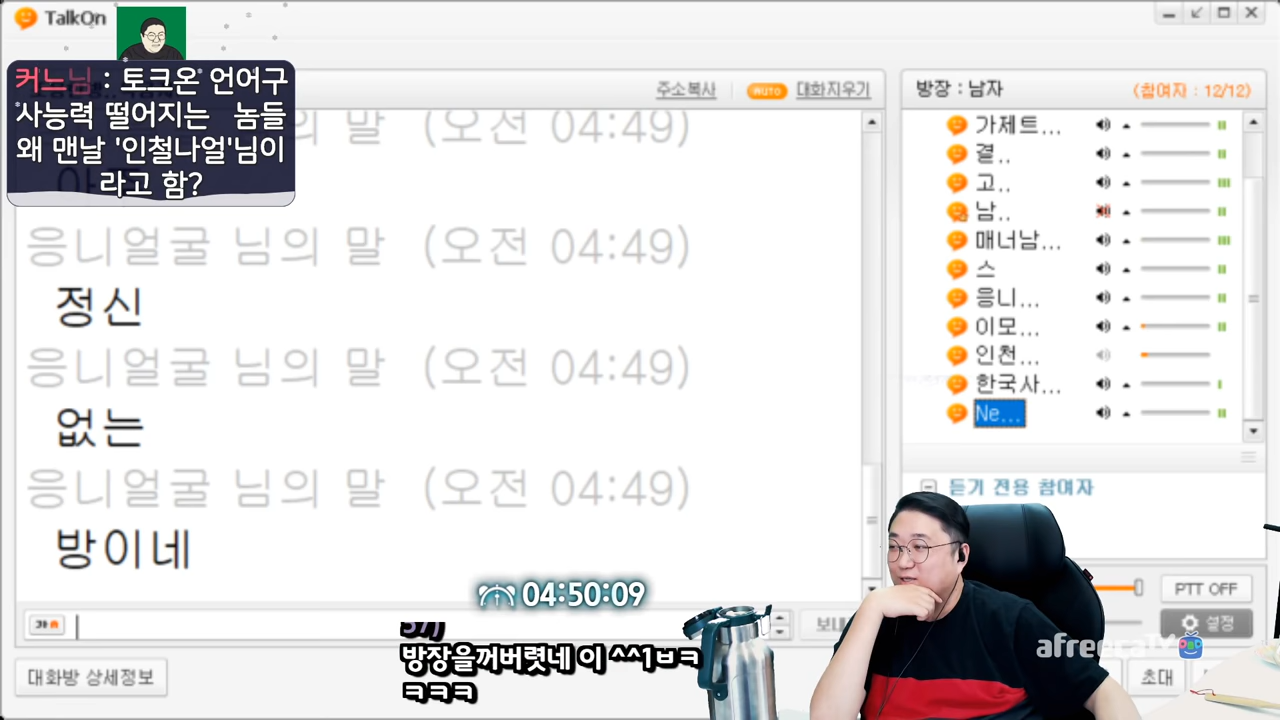 TalkOn
커느님 : 토크온 언어구
사능력 떨어지는 놈들
왜 맨날 '인철나얼'님이
라고 함?
주소복사
AUTO
대화지우기
말 (오전 04:49)
응니얼굴 님의 말 (오전 04:49)
정신
응니얼굴 님의 말 (오전 04:49)
없는
응니얼굴 님의 말 (오전 04:49)
방이네
방장 : 남자
(참여자 : 12/12)
가제트...
결..
고..
남..
매너남...
스
응니...
이모...
인천...
한국사...
Ne...
듣기 전용 참여자
04:50:09
가
보내
방장을꺼버렷네 이 ^^1ㅂㅋ
ㅋㅋㅋ
대화방 상세정보
PTT OFF
설정
초대
afreecaTV